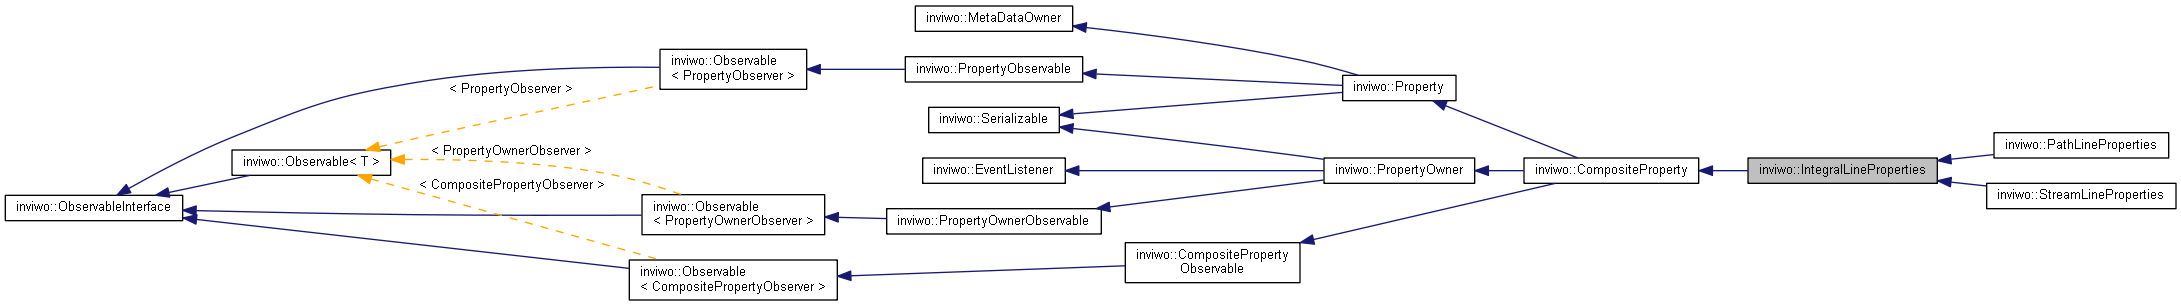 inviwo::MetaDataOwner
inviwo::Observable
< PropertyObserver >
inviwo::PropertyObservable
inviwo::Property
< PropertyObserver >
inviwo::Serializable
inviwo::Observable< T >
< PropertyOwnerObserver >
inviwo::PathLineProperties
inviwo::EventListener
inviwo::PropertyOwner
inviwo::CompositeProperty
inviwo::IntegralLineProperties
< CompositePropertyObserver >
inviwo::StreamLineProperties
inviwo::ObservableInterface
inviwo::Observable
< PropertyOwnerObserver >
inviwo::PropertyOwnerObservable
inviwo::CompositeProperty
Observable
inviwo::Observable
< CompositePropertyObserver >